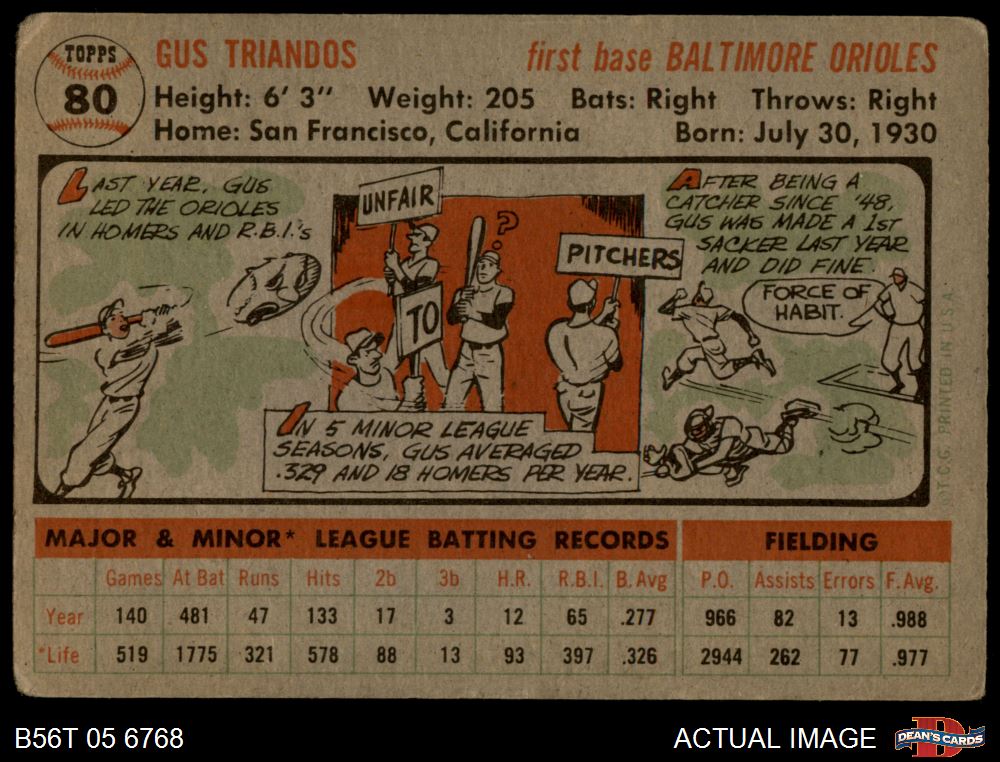 TOPPS
80
GUS TRIANDOS first base BALTIMORE ORIOLES
Height: 6' 3" Weight: 205 Bats: Right Throws: Right
Home: San Francisco, California Born: July 30, 1930
LAST YEAR, GUS
LED THE ORIOLES
IN HOMERS AND R.B.I.'s
UNFAIR
TO
PITCHERS
?
IN 5 MINOR LEAGUE
SEASONS, GUS AVERAGED
.329 AND 18 HOMERS PER YEAR.
AFTER BEING A
CATCHER SINCE '48,
GUS WAS MADE A 1ST
SACKER LAST YEAR
AND DID FINE.
FORCE OF
HABIT.
©T.C.G. PRINTED IN U.S.A.
MAJOR & MINOR* LEAGUE BATTING RECORDS FIELDING
Games At Bat Runs Hits 2b 3b H.R. R.B.I. B. Avg P.O. Assists Errors F. Avg.
Year 140 481 47 133 17 3 12 65 .277 966 82 13 .988
*Life 519 1775 321 578 88 13 93 397 .326 2944 262 77 .977
B56T 05 6768 ACTUAL IMAGE DEAN'S CARDS